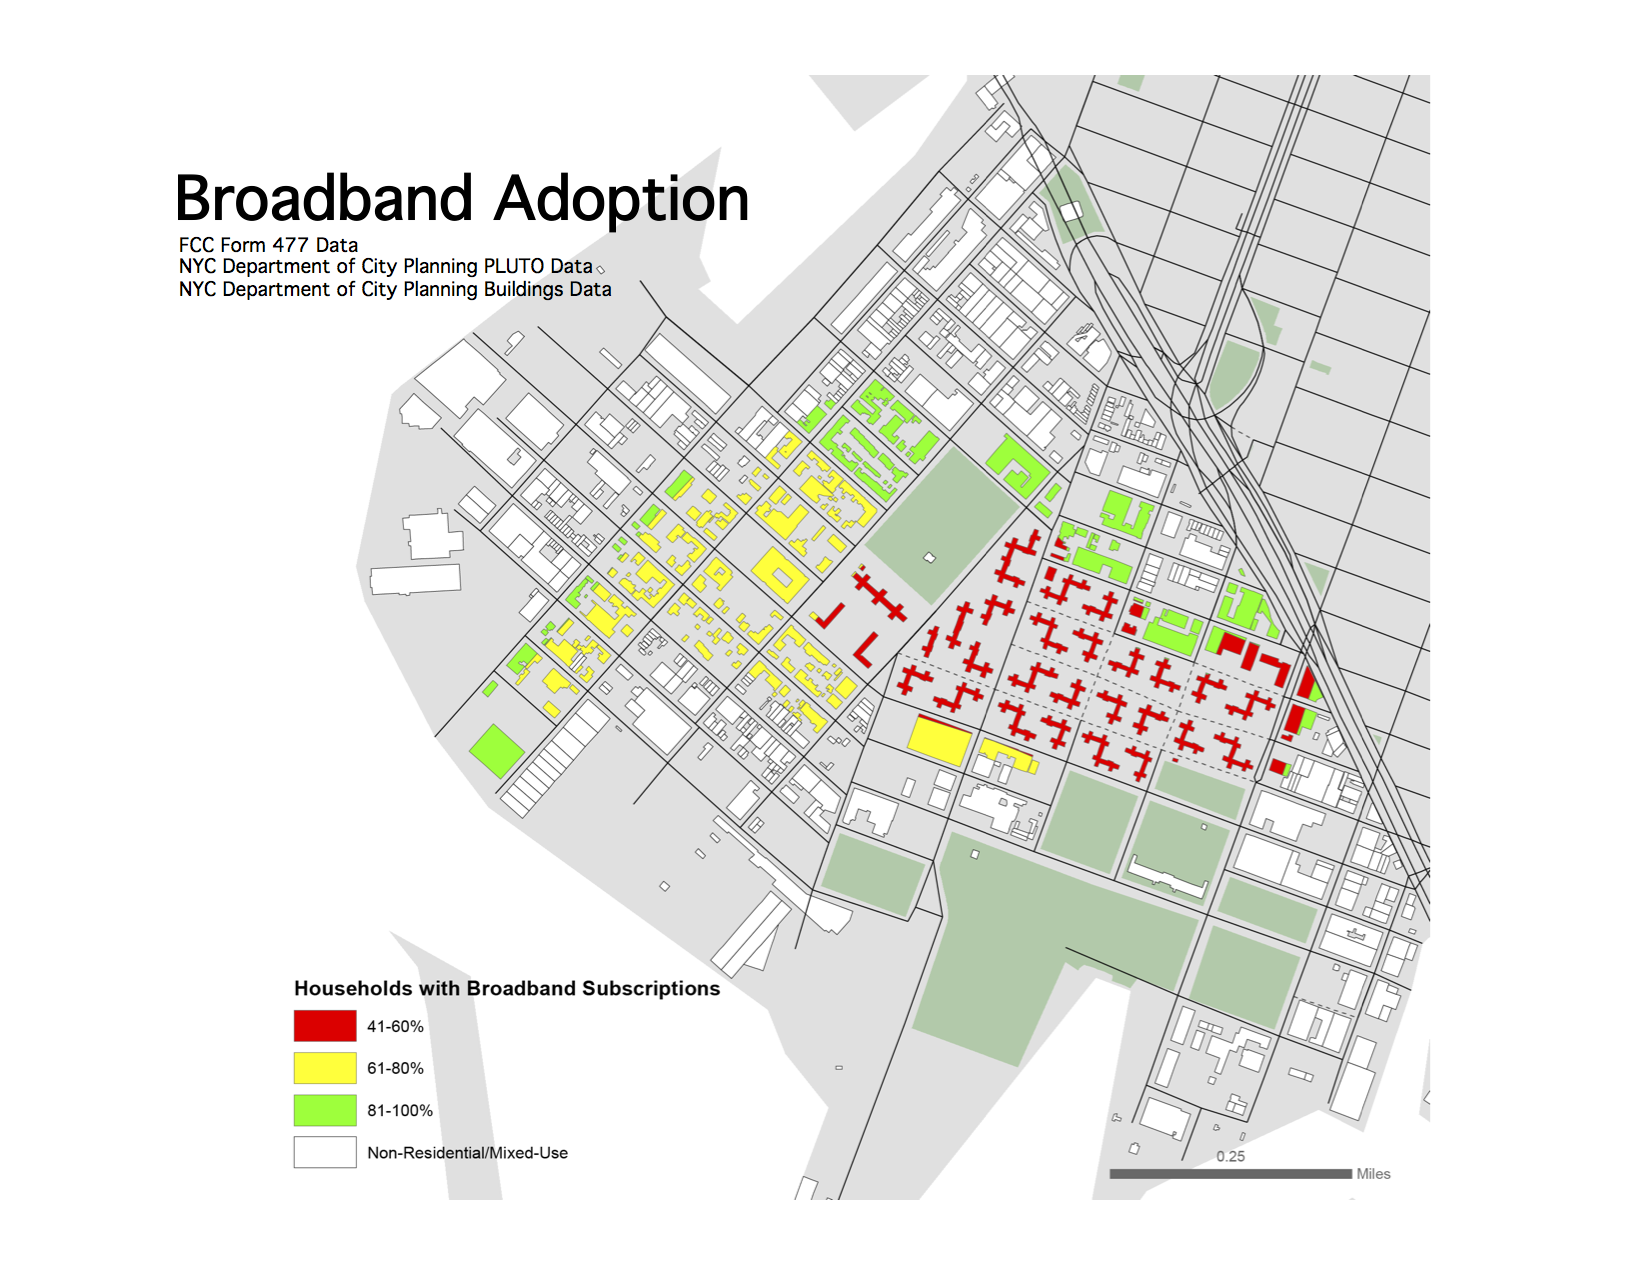 Broadband Adoption
FCC Form 477 Data
NYC Department of City Planning PLUTO Data
NYC Department of City Planning Buildings Data
Households with Broadband Subscriptions
41-60%
61-80%
81-100%
Non-Residential/Mixed-Use
0.25
Miles